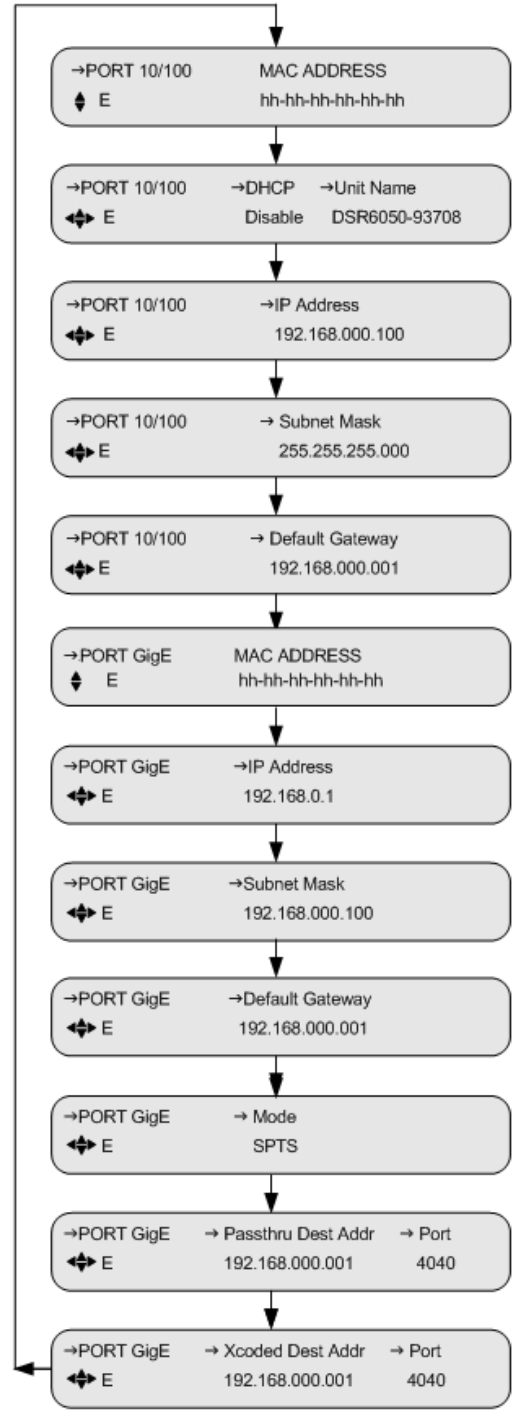 →PORT 10/100 MAC ADDRESS
E hh-hh-hh-hh-hh-hh
→PORT 10/100 →DHCP →Unit Name
E Disable DSR6050-93708
→PORT 10/100 →IP Address
E 192.168.000.100
→PORT 10/100 → Subnet Mask
E 255.255.255.000
→PORT 10/100 → Default Gateway
E 192.168.000.001
→PORT GigE MAC ADDRESS
E hh-hh-hh-hh-hh-hh
→PORT GigE →IP Address
E 192.168.0.1
→PORT GigE →Subnet Mask
E 192.168.000.100
→PORT GigE →Default Gateway
E 192.168.000.001
→PORT GigE → Mode
E SPTS
→PORT GigE → Passthru Dest Addr → Port
E 192.168.000.001 4040
→PORT GigE → Xcoded Dest Addr → Port
E 192.168.000.001 4040